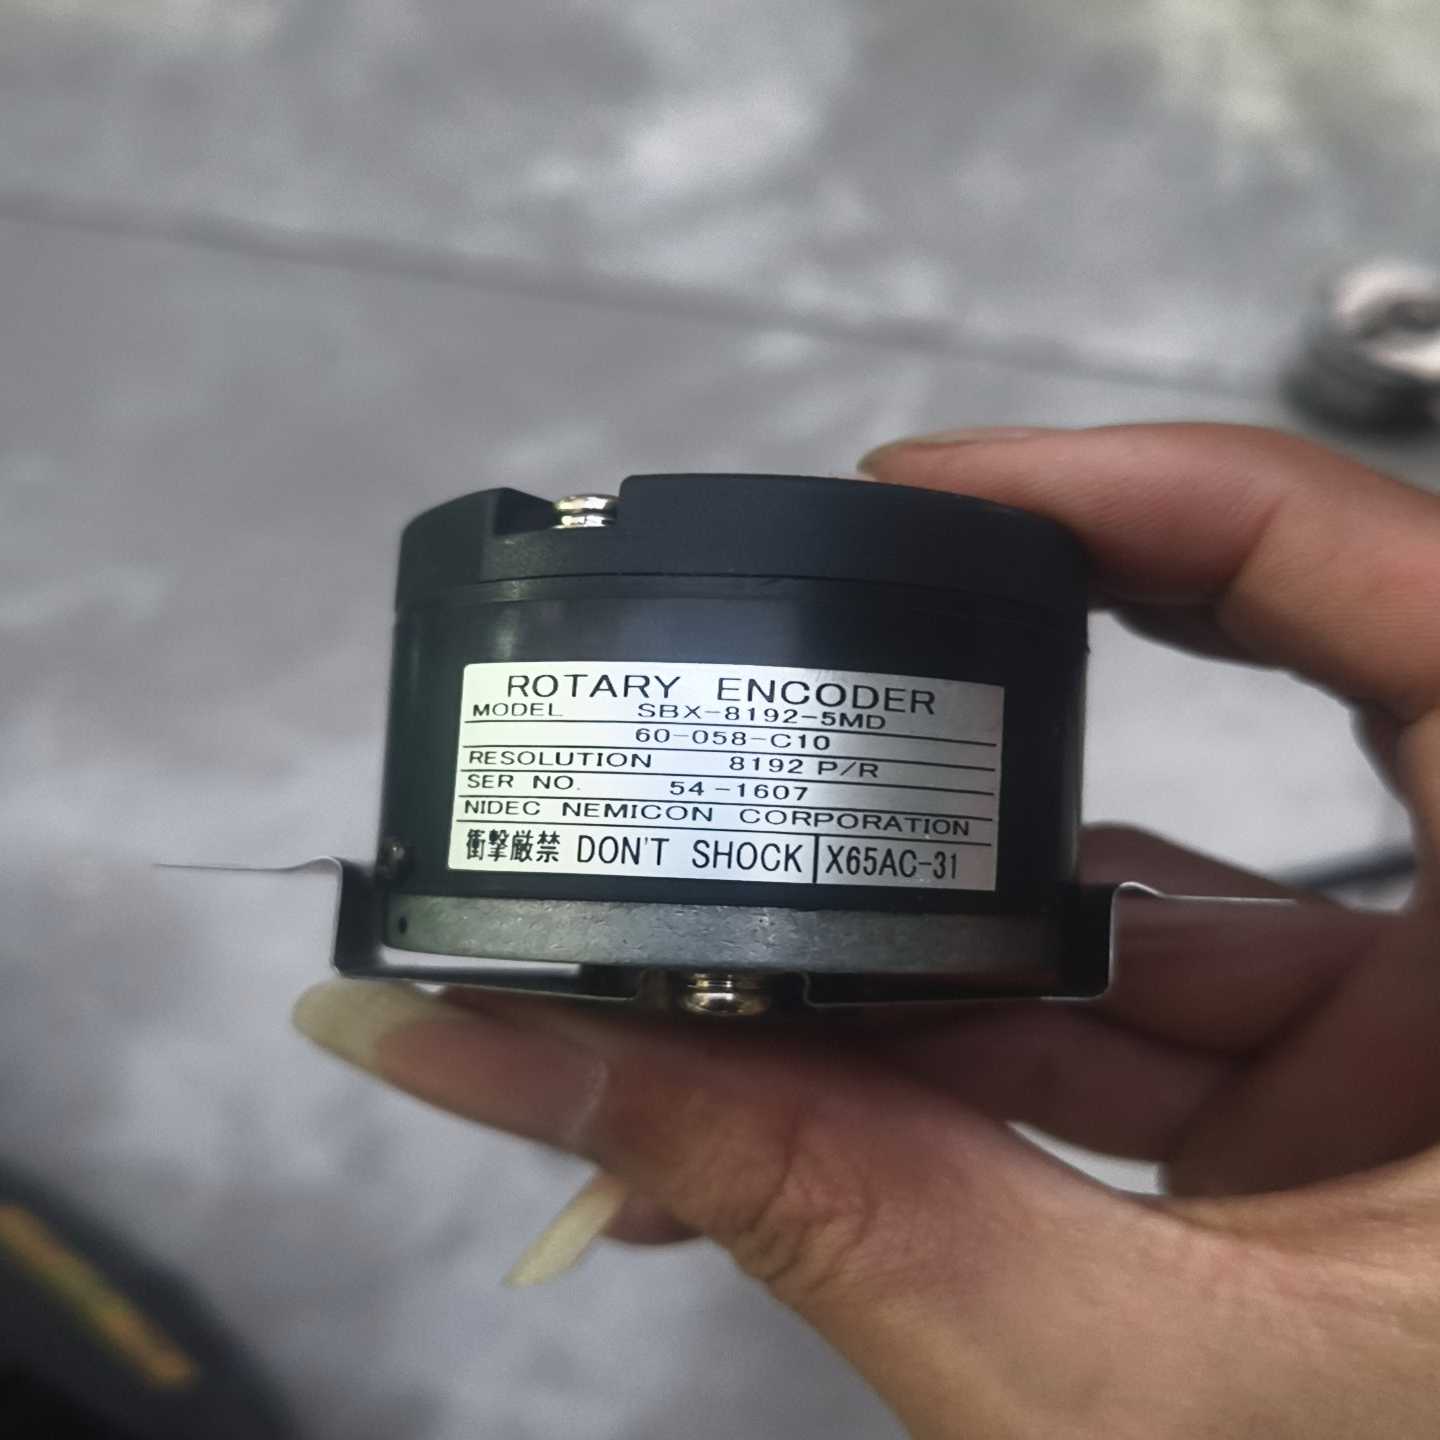 ROTARY ENCODER
MODEL SBX-8192-5MD
60-058-C10
RESOLUTION 8192 P/R
SER NO. 54-1607
NIDEC NEMICON CORPORATION
衝撃厳禁 DON'T SHOCK X65AC-31